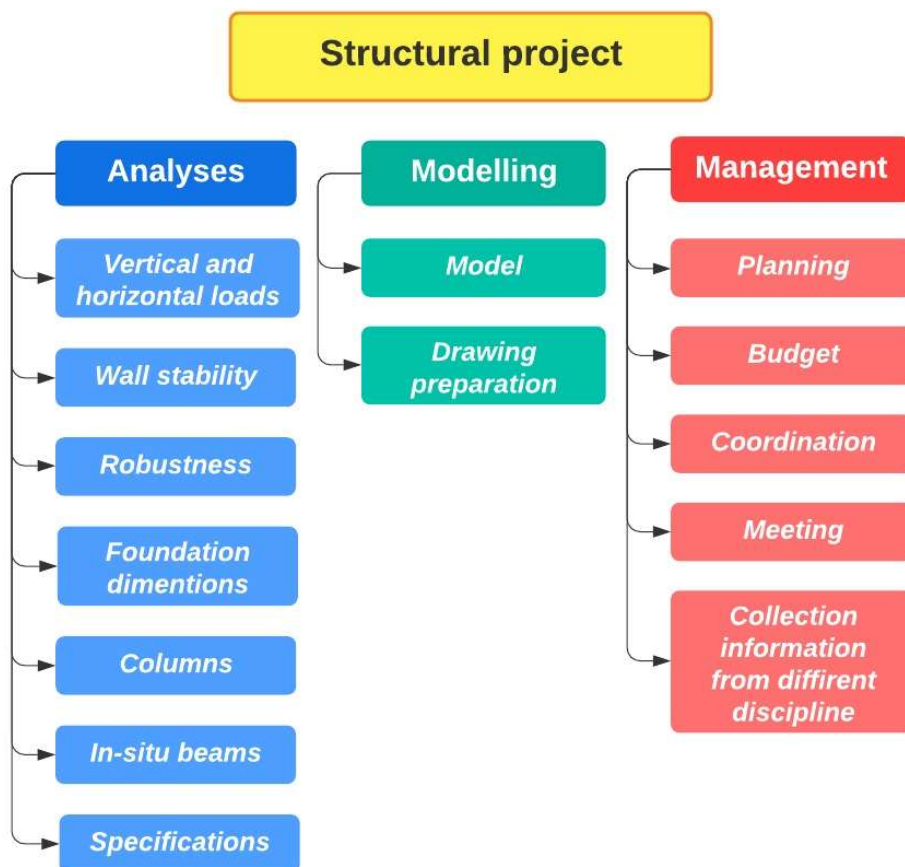 Structural project
Analyses
Vertical and
horizontal loads
Wall stability
Robustness
Foundation
dimentions
Columns
In-situ beams
Specifications
Modelling
Model
Drawing
preparation
Management
Planning
Budget
Coordination
Meeting
Collection
information
from diffirent
discipline